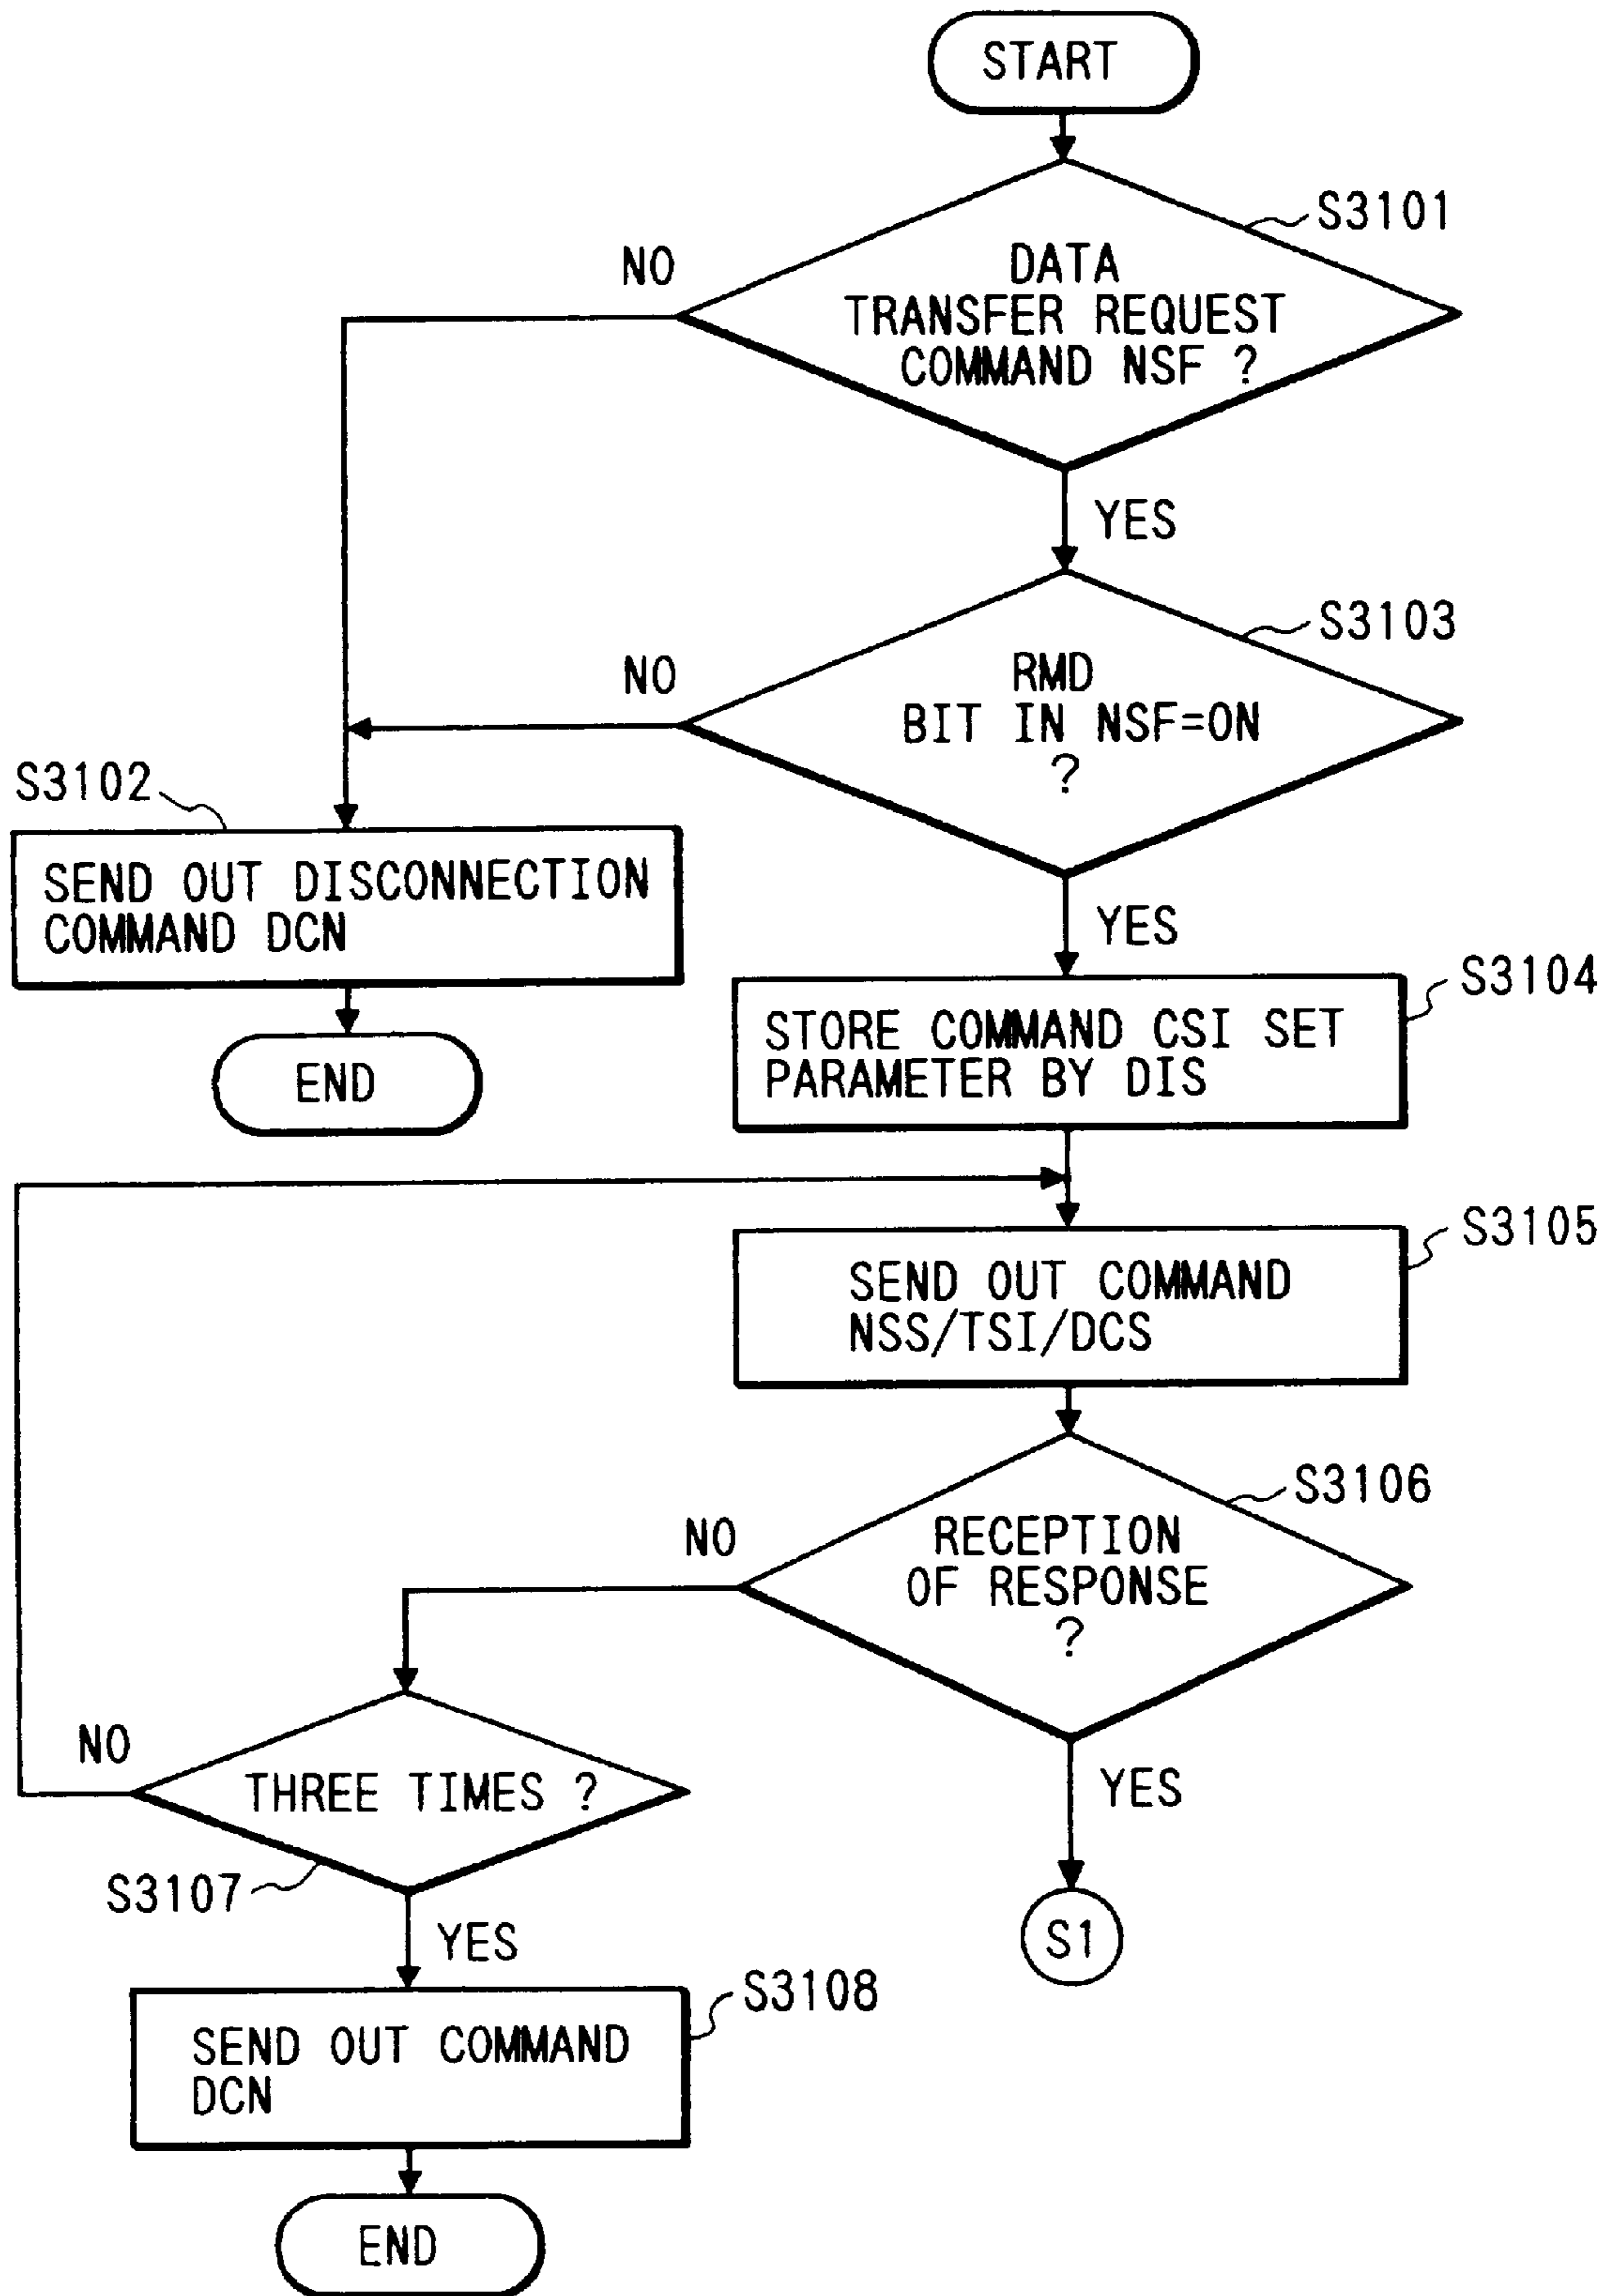 START
S3101
DATA
TRANSFER REQUEST
COMMAND NSF ?
NO
YES
S3103
RMD
BIT IN NSF=ON
?
NO
YES
S3102
SEND OUT DISCONNECTION
COMMAND DCN
END
S3104
STORE COMMAND CSI SET
PARAMETER BY DIS
S3105
SEND OUT COMMAND
NSS/TSI/DCS
S3106
RECEPTION
OF RESPONSE
?
NO
YES
S1
THREE TIMES ?
NO
S3107
YES
S3108
SEND OUT COMMAND
DCN
END